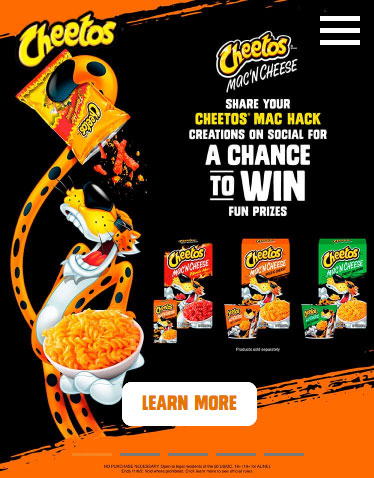 Cheetos
Cheetos
MAC'N CHEESE
SHARE YOUR
CHEETOS® MAC HACK
CREATIONS ON SOCIAL FOR
A CHANCE
TO WIN
FUN PRIZES
Cheetos
Cheetos
MAC'N CHEESE
Cheetos
MAC'N CHEESE
Cheetos
MAC'N CHEESE
Products sold separately
LEARN MORE